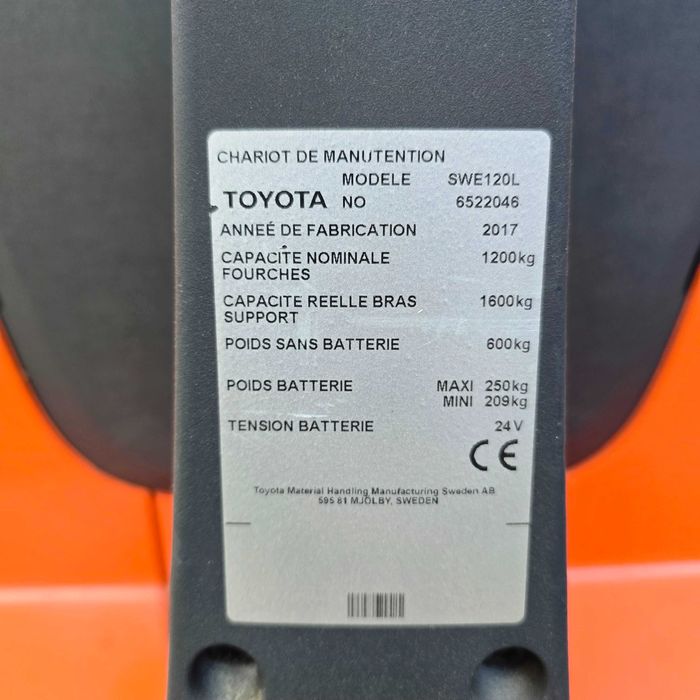 CHARIOT DE MANUTENTION
MODELE SWE120L
TOYOTA NO 6522046
ANNEÉ DE FABRICATION 2017
CAPACITE NOMINALE 1200kg
FOURCHES
CAPACITE REELLE BRAS 1600kg
SUPPORT
POIDS SANS BATTERIE 600kg
POIDS BATTERIE MAXI 250kg
MINI 209kg
TENSION BATTERIE 24V
CE
Toyota Material Handling Manufacturing Sweden AB
595 81 MJÖLBY, SWEDEN